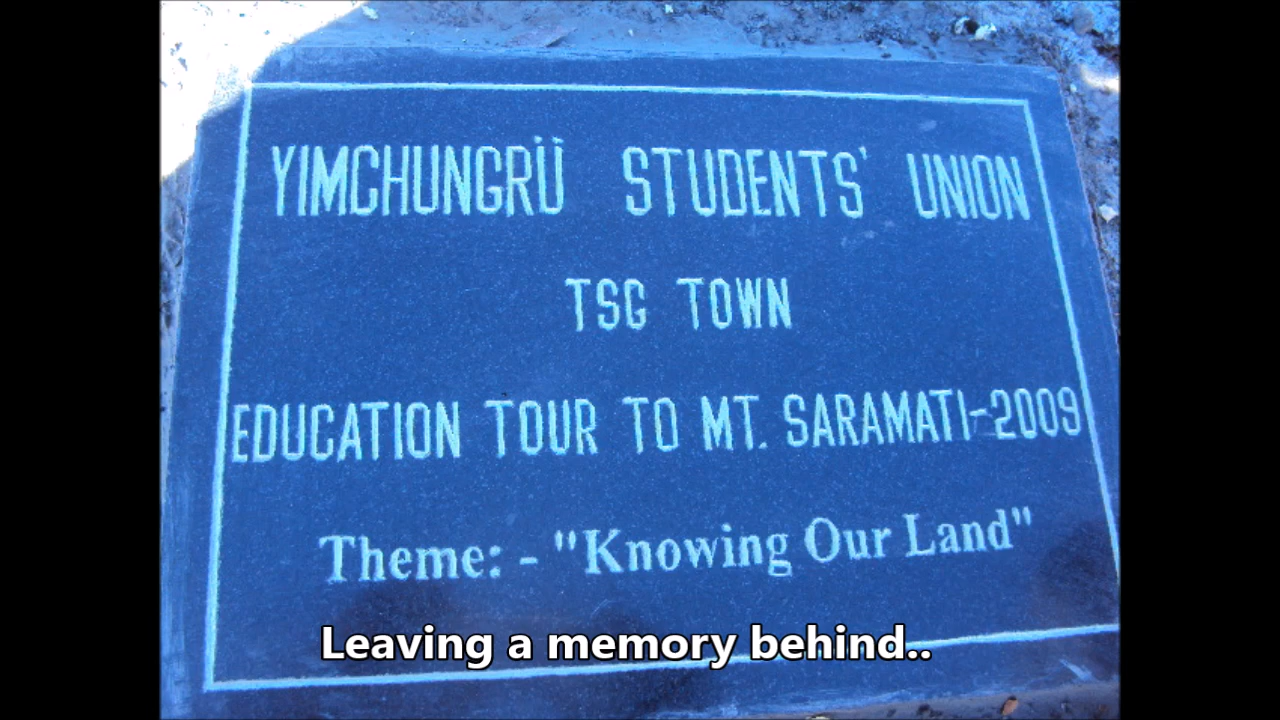 YIMCHUNGRÜ STUDENTS' UNION
TSG TOWN
EDUCATION TOUR TO MT. SARAMATI-2009
Theme: - "Knowing Our Land"
Leaving a memory behind..